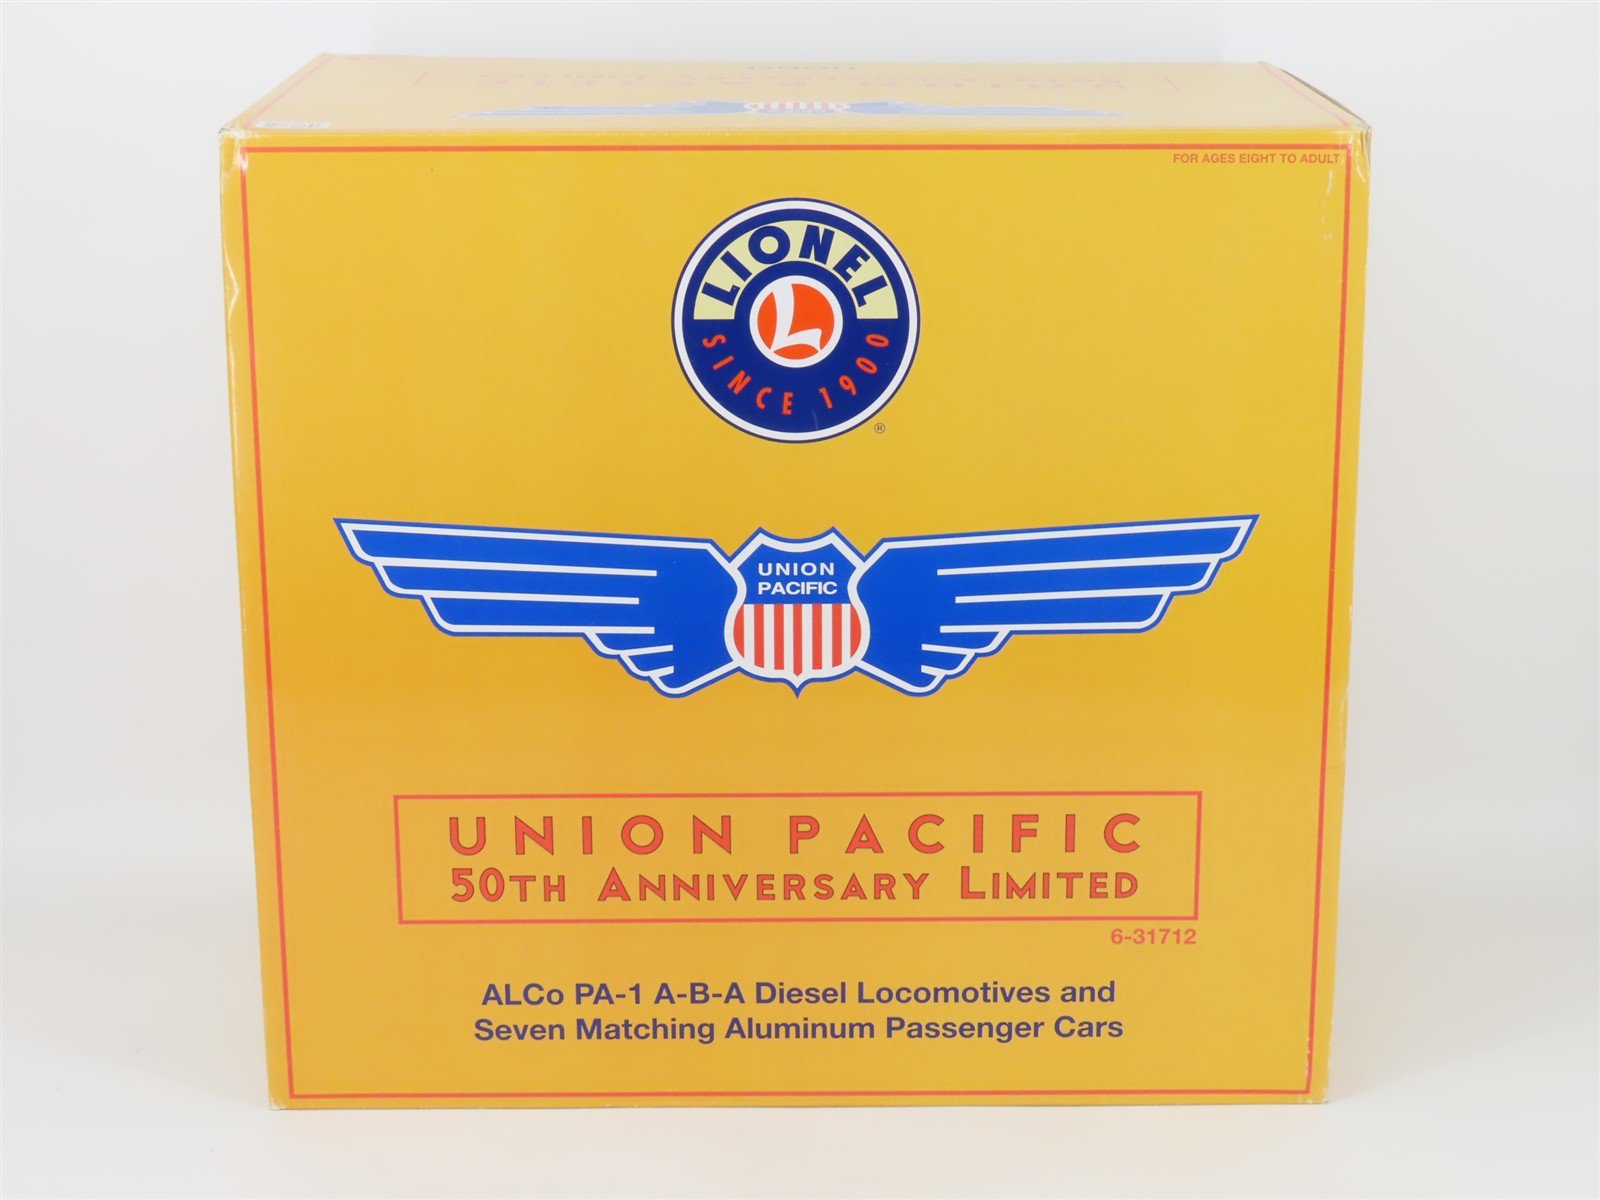 FOR AGES EIGHT TO ADULT
LIONEL
L
SINCE 1900
®
UNION
PACIFIC
UNION PACIFIC
50TH ANNIVERSARY LIMITED
6-31712
ALCo PA-1 A-B-A Diesel Locomotives and
Seven Matching Aluminum Passenger Cars